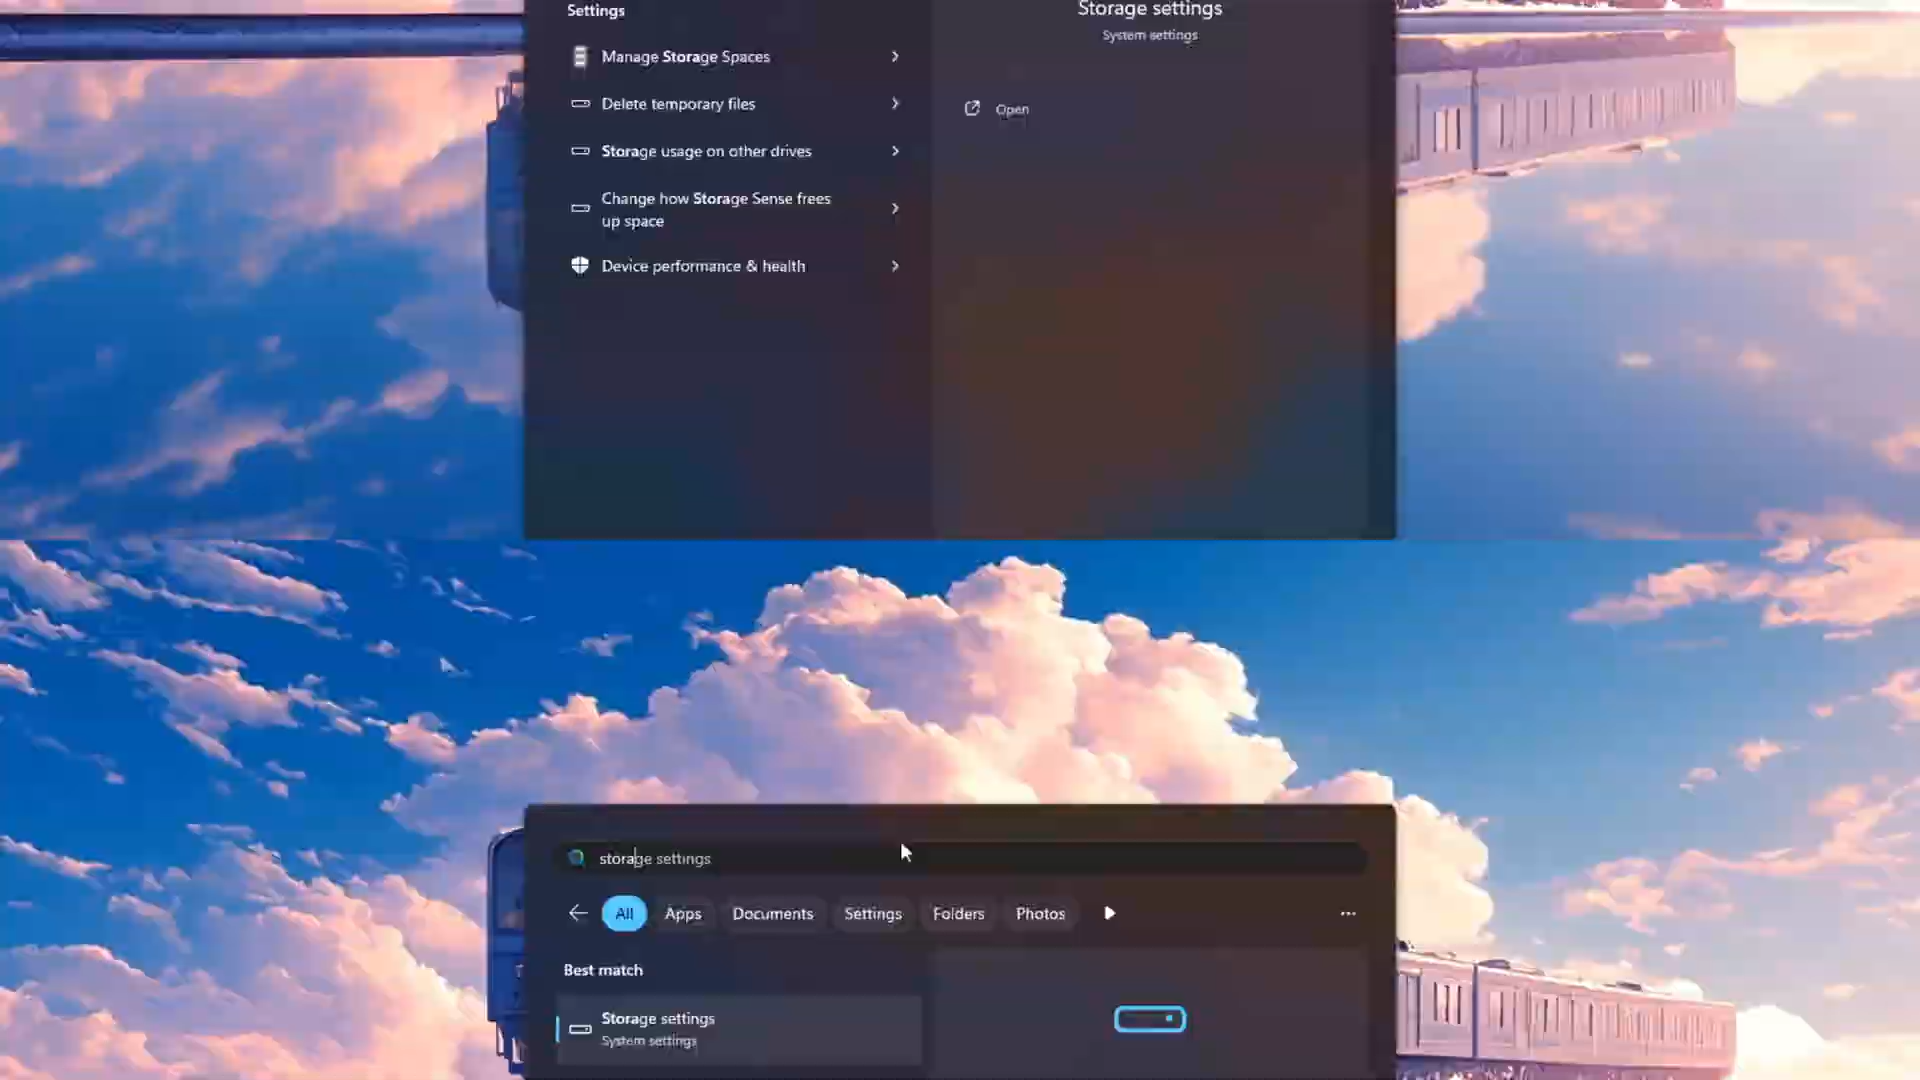 Settings
Storage settings
System settings
Manage Storage Spaces
Open
Delete temporary files
Storage usage on other drives
Change how Storage Sense frees
up space
Device performance & health
storage settings
All Apps Documents Settings Folders Photos
Best match
Storage settings
System settings